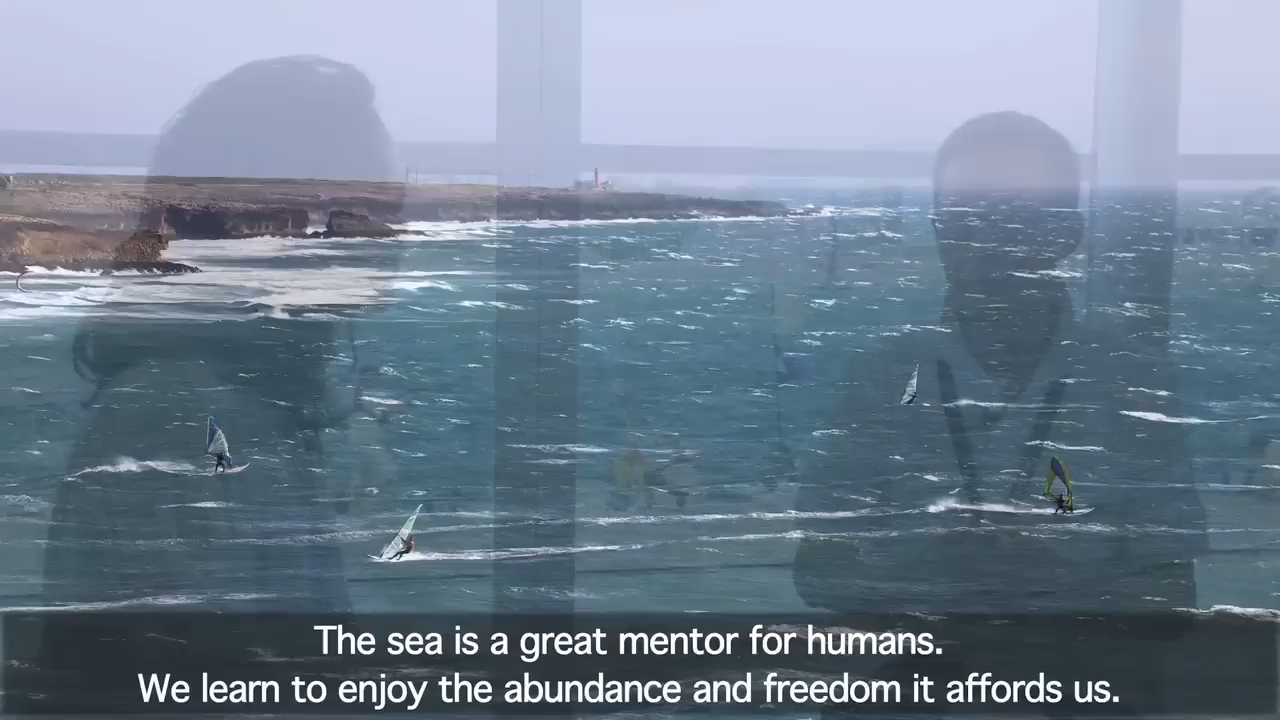 The sea is a great mentor for humans.
We learn to enjoy the abundance and freedom it affords us.